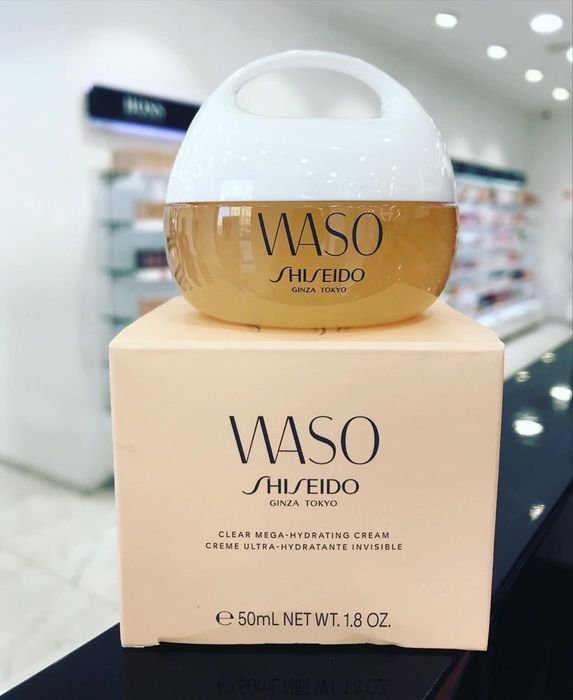 BOSS
WASO
SHISEIDO
GINZA TOKYO
WASO
SHISEIDO
GINZA TOKYO
CLEAR MEGA-HYDRATING CREAM
CREME ULTRA-HYDRATANTE INVISIBLE
℮ 50mL NET WT. 1.8 OZ.